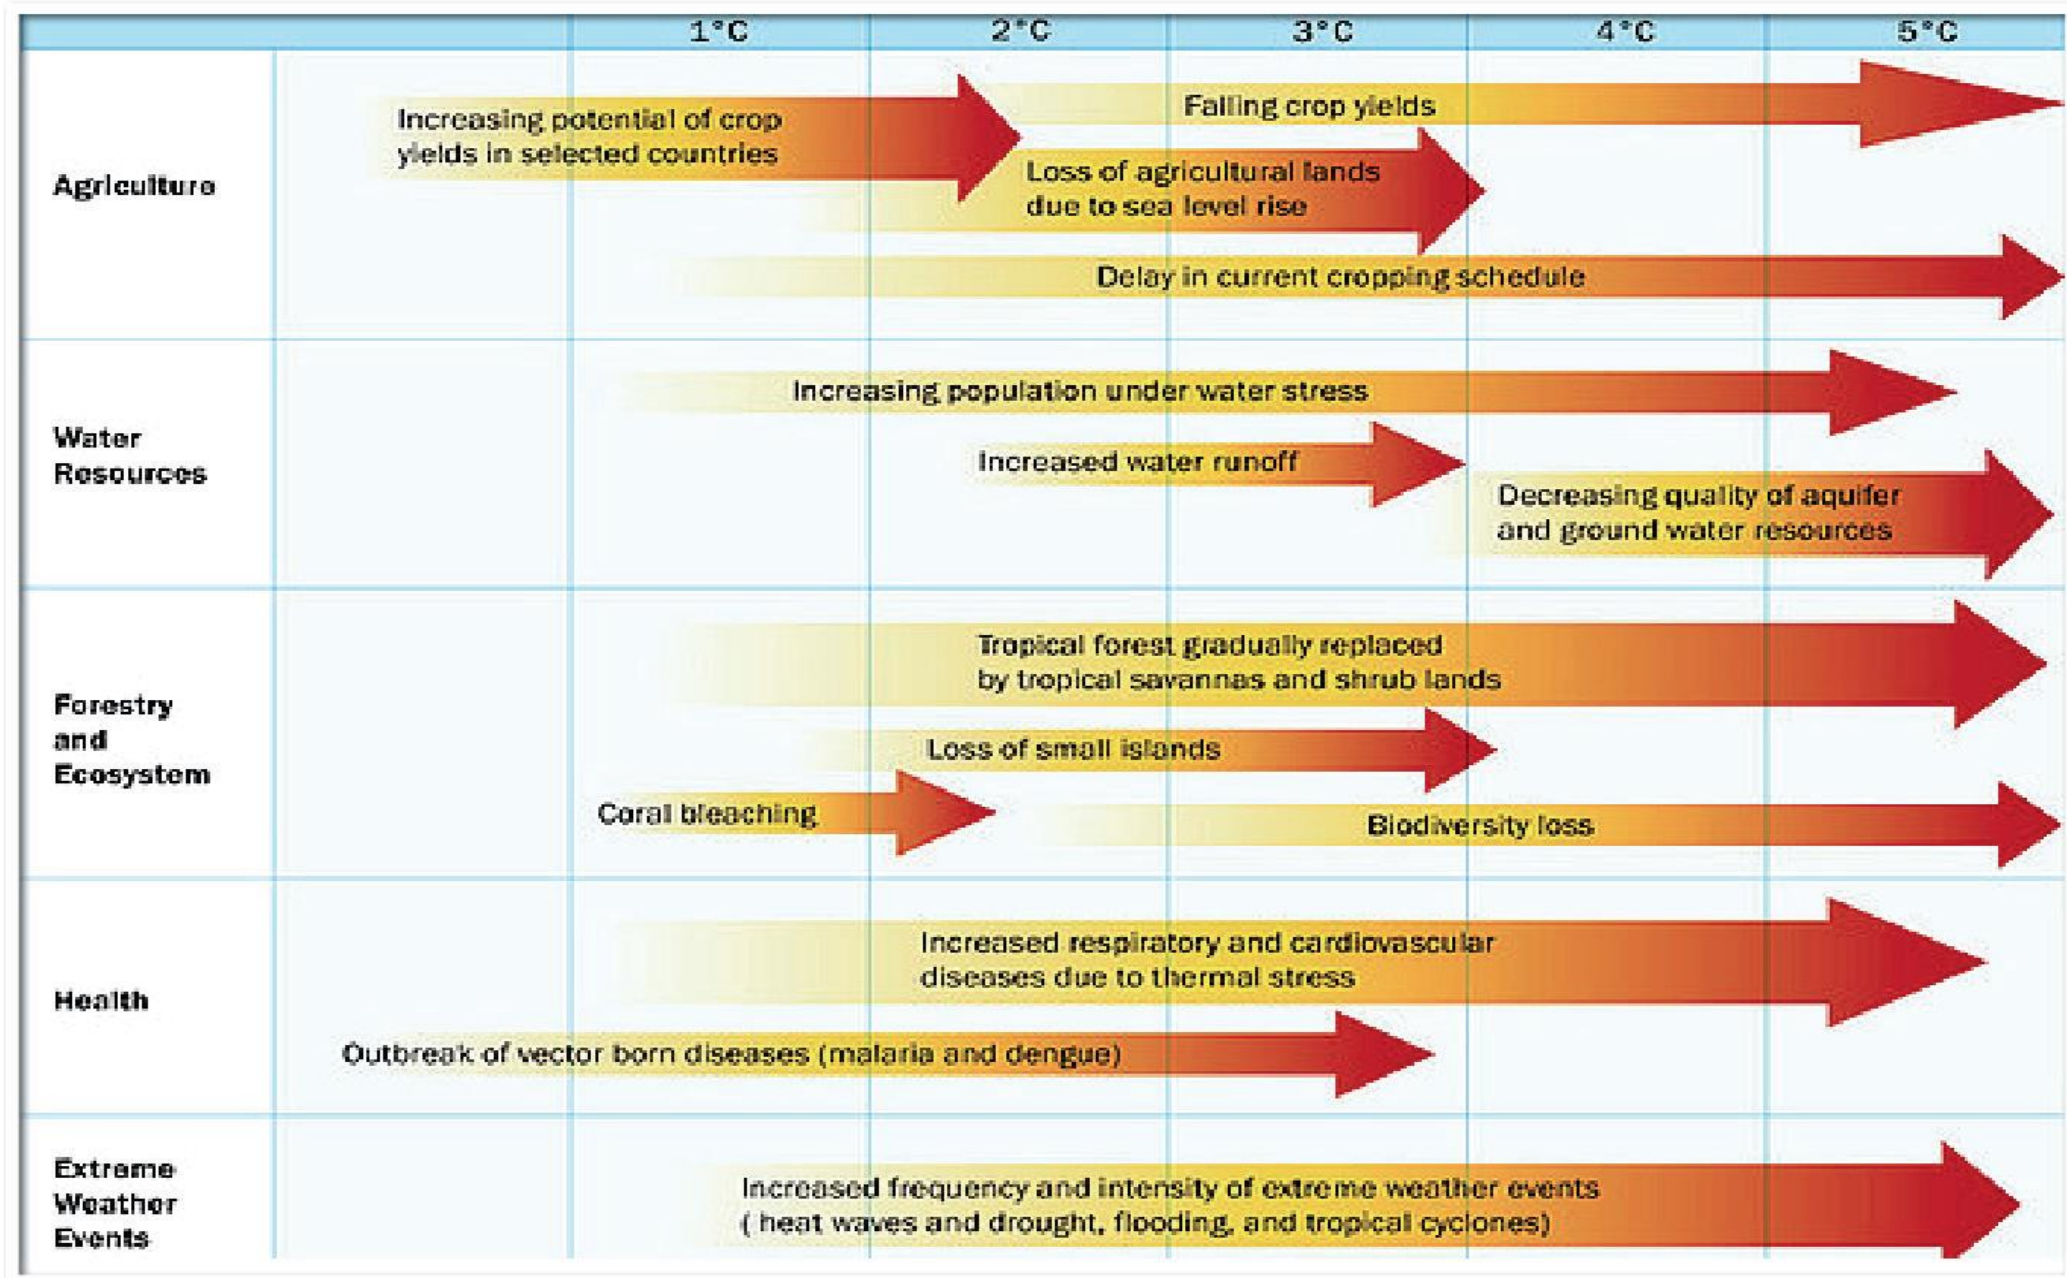 1°C 2°C 3°C 4°C 5°C
Agriculture
Increasing potential of crop
yields in selected countries
Falling crop yields
Loss of agricultural lands
due to sea level rise
Delay in current cropping schedule
Water
Resources
Increasing population under water stress
Increased water runoff
Decreasing quality of aquifer
and ground water resources
Forestry
and
Ecosystem
Tropical forest gradually replaced
by tropical savannas and shrub lands
Loss of small islands
Coral bleaching
Biodiversity loss
Health
Increased respiratory and cardiovascular
diseases due to thermal stress
Outbreak of vector born diseases (malaria and dengue)
Extreme
Weather
Events
Increased frequency and intensity of extreme weather events
( heat waves and drought, flooding, and tropical cyclones)